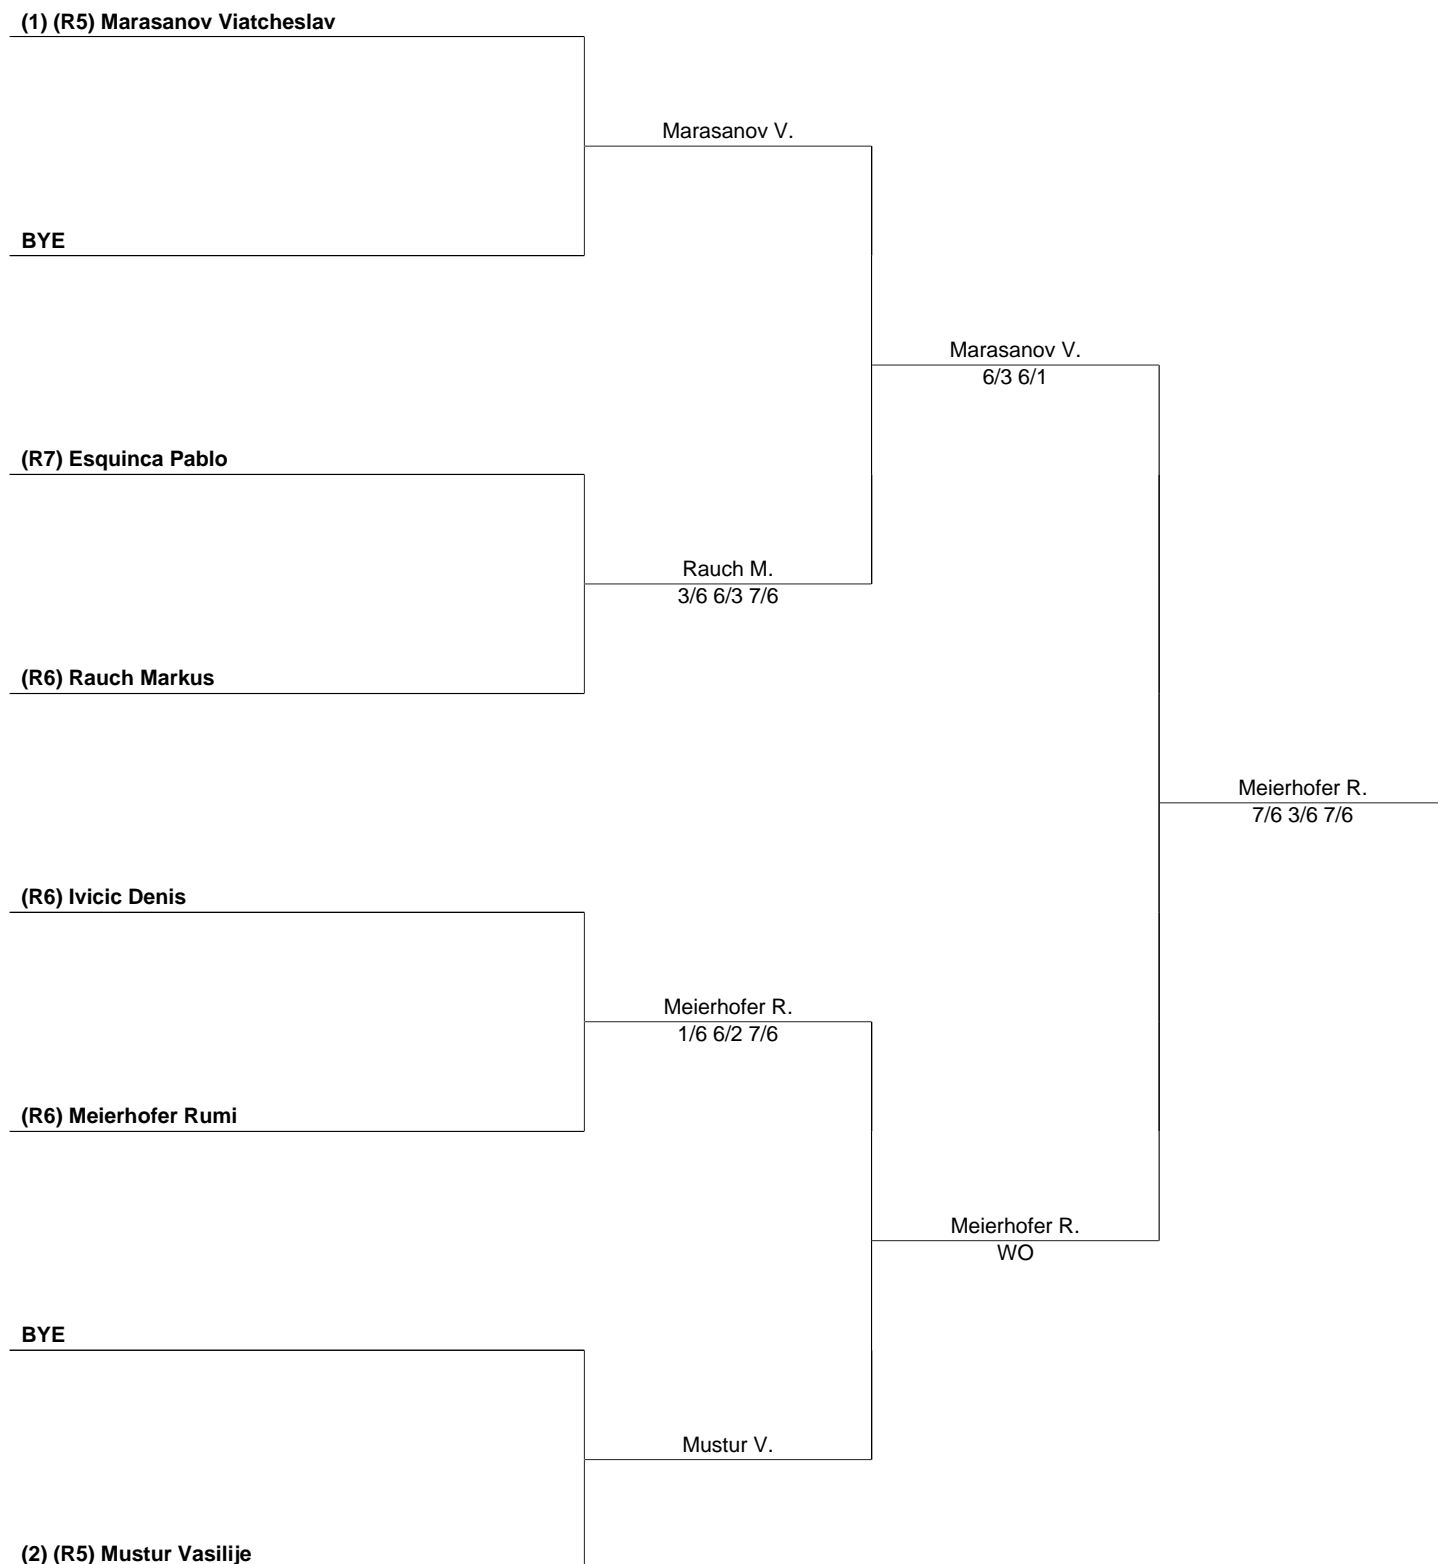 (1) (R5) Marasanov Viatcheslav
Marasanov V.
BYE
Marasanov V.
6/3 6/1
(R7) Esquinca Pablo
Rauch M.
3/6 6/3 7/6
(R6) Rauch Markus
Meierhofer R.
7/6 3/6 7/6
(R6) Ivicic Denis
Meierhofer R.
1/6 6/2 7/6
(R6) Meierhofer Rumi
Meierhofer R.
WO
BYE
Mustur V.
(2) (R5) Mustur Vasilije